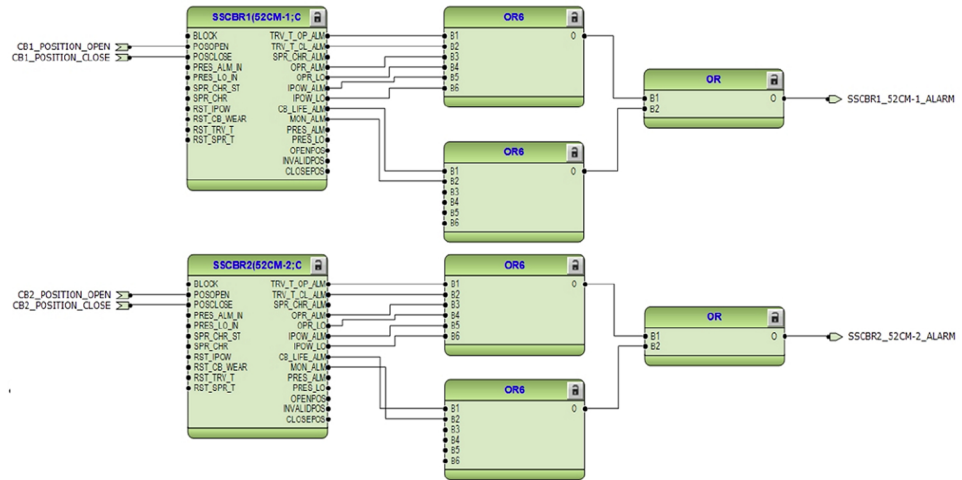 SSCBR1(52CM-1;C
BLOCK TRV_T_OP_ALM
CB1_POSITION_OPEN POSOPEN TRV_T_CL_ALM
CB1_POSITION_CLOSE POSCLOSE SPR_CHR_ALM
PRES_ALM_IN OPR_ALM
PRES_LO_IN OPR_LO
SPR_CHR_ST IPOW_ALM
SPR_CHR IPOW_LO
RST_IPOW CB_LIFE_ALM
RST_CB_WEAR MON_ALM
RST_TRV_T PRES_ALM
RST_SPR_T PRES_LO
OPENPOS
INVALIDPOS
CLOSEPOS
OR6
B1 O
B2
B3
B4
B5
B6
OR6
B1 O
B2
B3
B4
B5
B6
OR
B1 O
B2
SSCBR1_52CM-1_ALARM
SSCBR2(52CM-2;C
BLOCK TRV_T_OP_ALM
CB2_POSITION_OPEN POSOPEN TRV_T_CL_ALM
CB2_POSITION_CLOSE POSCLOSE SPR_CHR_ALM
PRES_ALM_IN OPR_ALM
PRES_LO_IN OPR_LO
SPR_CHR_ST IPOW_ALM
SPR_CHR IPOW_LO
RST_IPOW CB_LIFE_ALM
RST_CB_WEAR MON_ALM
RST_TRV_T PRES_ALM
RST_SPR_T PRES_LO
OPENPOS
INVALIDPOS
CLOSEPOS
OR6
B1 O
B2
B3
B4
B5
B6
OR6
B1 O
B2
B3
B4
B5
B6
OR
B1 O
B2
SSCBR2_52CM-2_ALARM